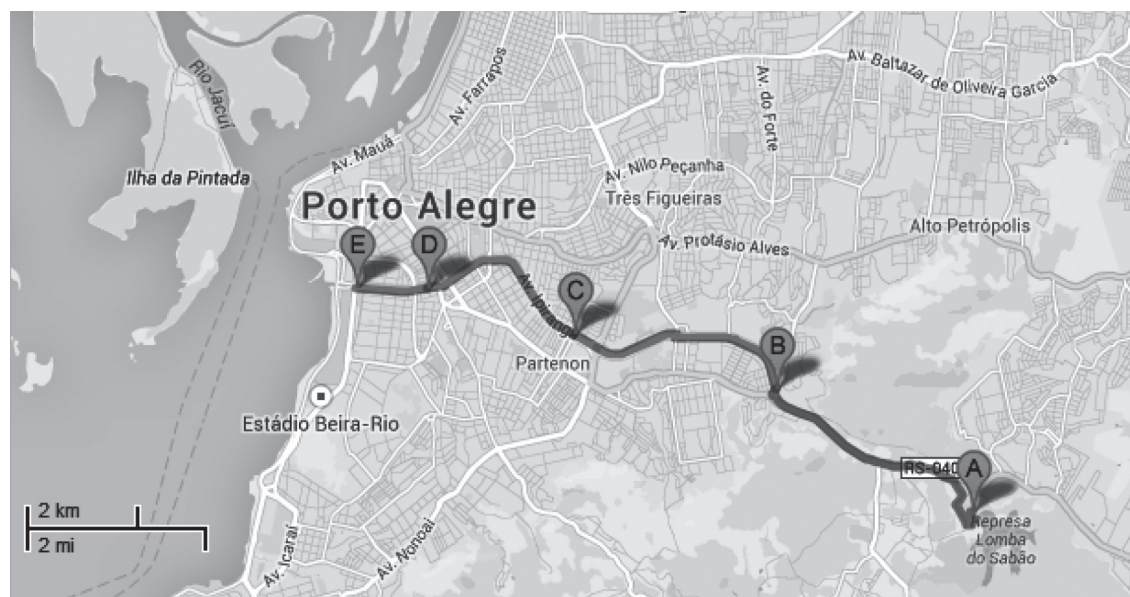 Av. Baltazar de Oliveira Garcia
Av. Farrapos
Rio Jacuí
Av. do Forte
Av. Mauá
Av. Nilo Peçanha
Ilha da Pintada
Três Figueiras
Porto Alegre
Alto Petrópolis
Av. Protásio Alves
E
D
C
Av. Ipiranga
B
Partenon
Estádio Beira-Rio
RS-040
A
2 km
2 mi
Represa
Lomba
do Sabão
Av. Icaraí
Av. Nonoai